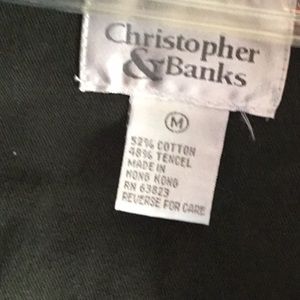 Christopher
&Banks
M
52% COTTON
48% TENCEL
MADE IN
HONG KONG
RN 63823
REVERSE FOR CARE